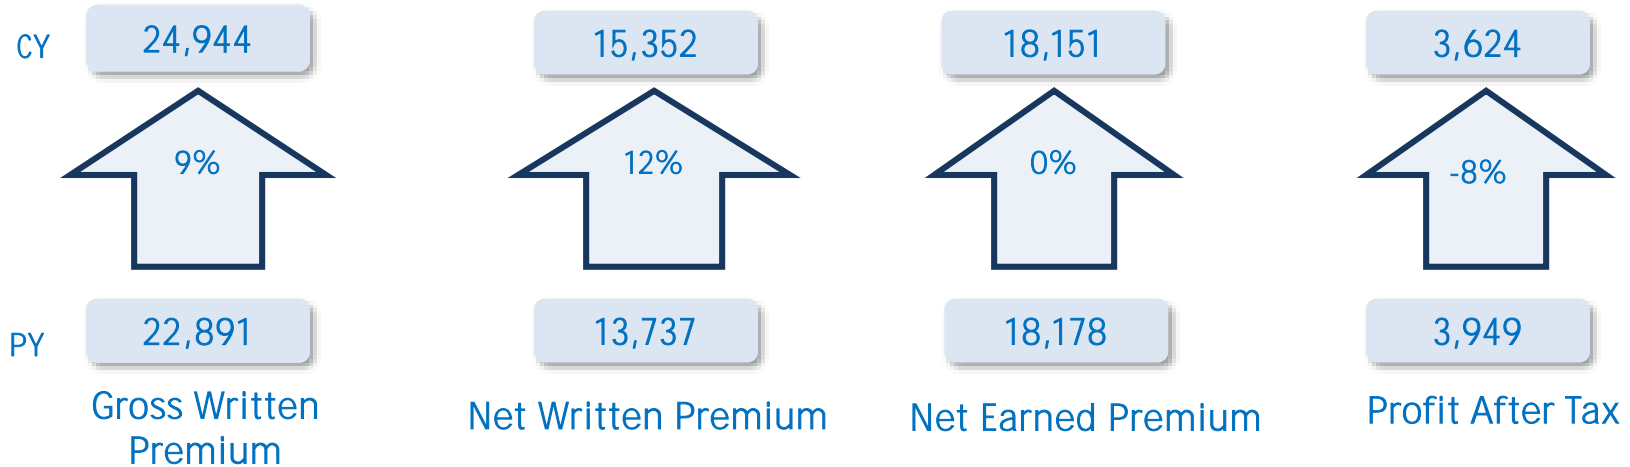 CY
24,944
15,352
18,151
3,624
9%
12%
0%
-8%
PY
22,891
13,737
18,178
3,949
Gross Written
Premium
Net Written Premium
Net Earned Premium
Profit After Tax